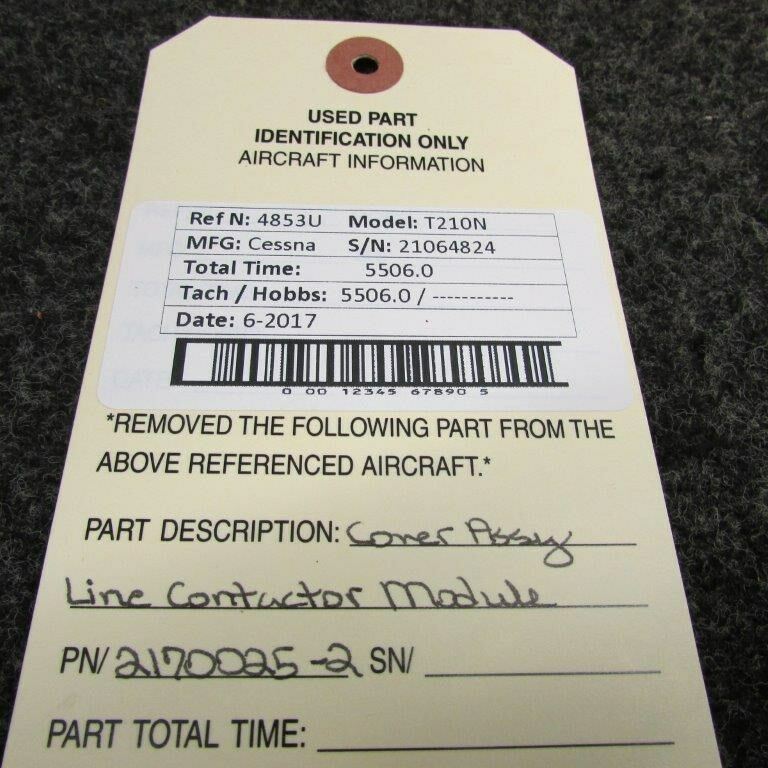 USED PART
IDENTIFICATION ONLY
AIRCRAFT INFORMATION
Ref N: 4853U Model: T210N
MFG: Cessna S/N: 21064824
Total Time: 5506.0
Tach / Hobbs: 5506.0 / -----------
Date: 6-2017
0 00 12345 67890 5
*REMOVED THE FOLLOWING PART FROM THE
ABOVE REFERENCED AIRCRAFT.*
PART DESCRIPTION: Coner Assy
Line Contactor Module
PN/ 2170025-2 SN/
PART TOTAL TIME: